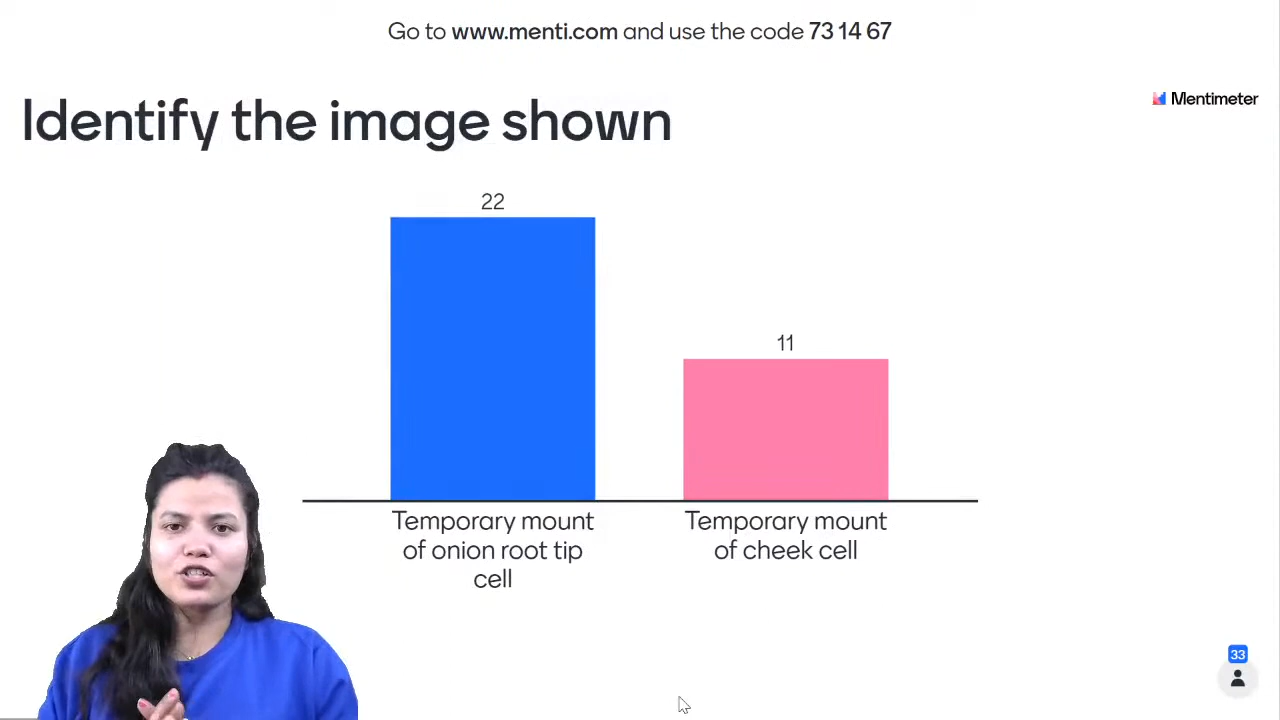 Go to www.menti.com and use the code 73 14 67
Identify the image shown
Mentimeter
22
11
Temporary mount
of onion root tip
cell
Temporary mount
of cheek cell
33